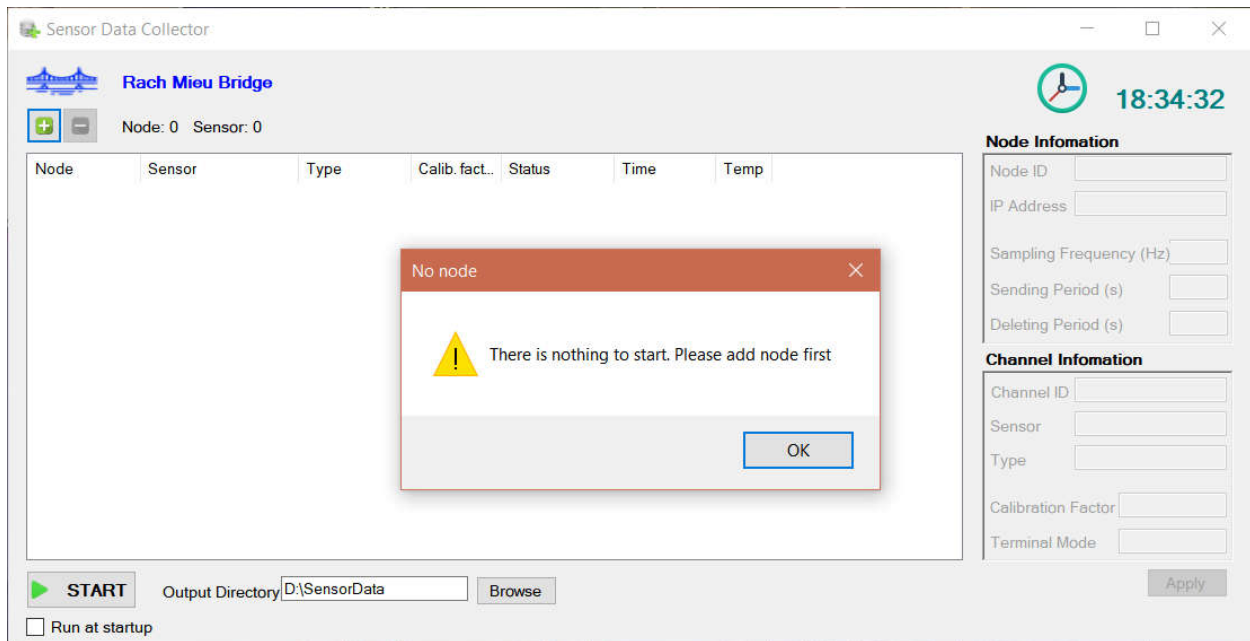 Sensor Data Collector
Rach Mieu Bridge
18:34:32
Node: 0 Sensor: 0
Node Sensor Type Calib. fact... Status Time Temp
Node Infomation
Node ID
IP Address
Sampling Frequency (Hz)
Sending Period (s)
Deleting Period (s)
No node
There is nothing to start. Please add node first
OK
Channel Infomation
Channel ID
Sensor
Type
Calibration Factor
Terminal Mode
START Output Directory D:\SensorData Browse
Apply
Run at startup